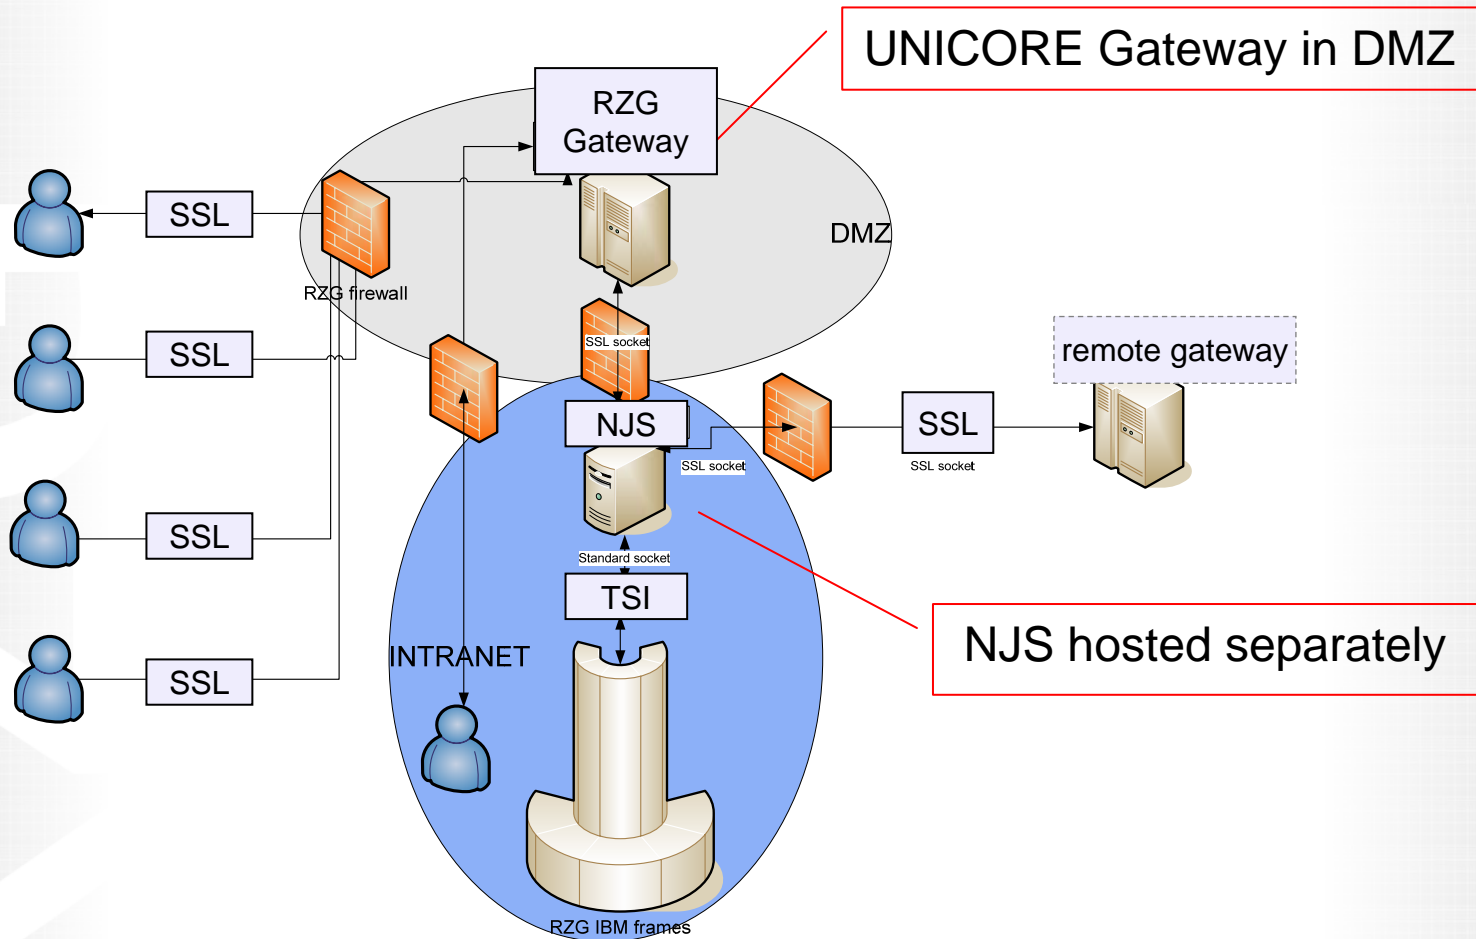 UNICORE Gateway in DMZ
RZG
Gateway
SSL
DMZ
RZG firewall
SSL
SSL socket
remote gateway
NJS
SSL
SSL socket
SSL socket
SSL
Standard socket
TSI
NJS hosted separately
INTRANET
SSL
RZG IBM frames